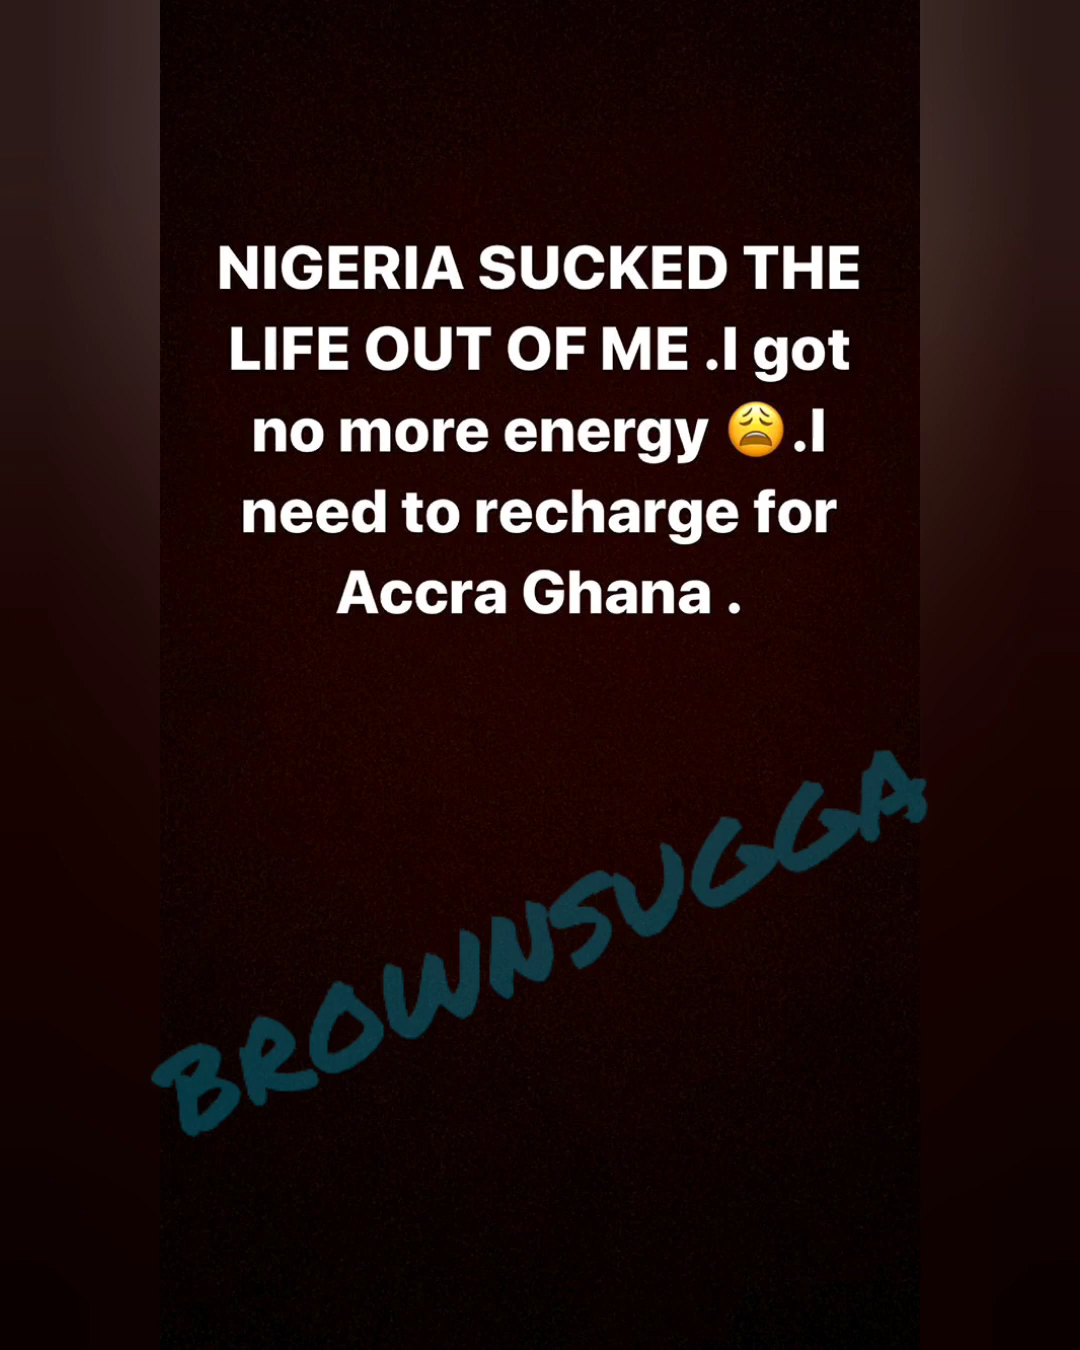 NIGERIA SUCKED THE
LIFE OUT OF ME .I got
no more energy 😩.I
need to recharge for
Accra Ghana .
BROWNSUGGA